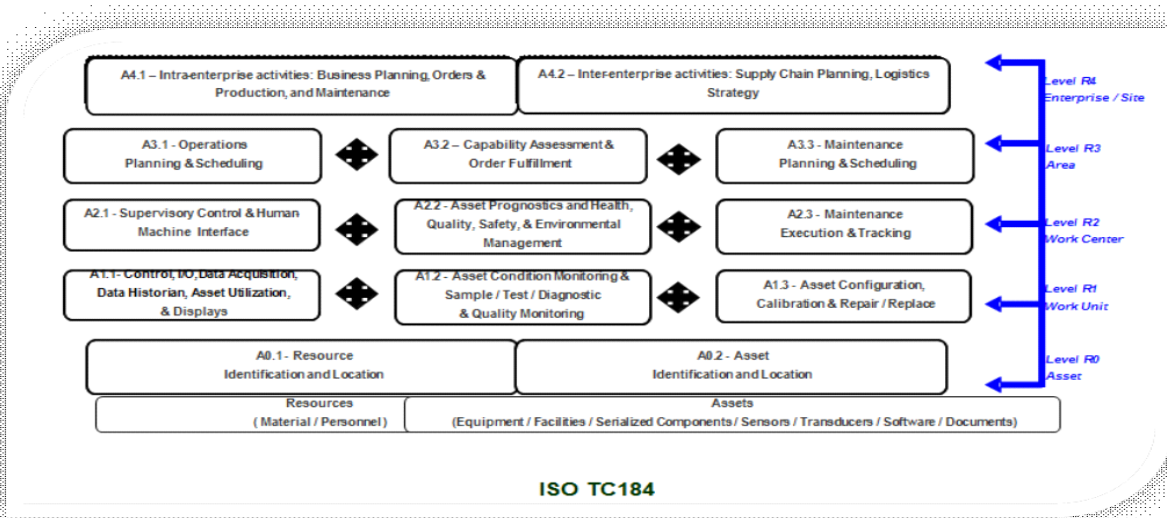 A4.1 – Intra-enterprise activities: Business Planning, Orders &
Production, and Maintenance
A4.2 – Inter-enterprise activities: Supply Chain Planning, Logistics
Strategy
Level R4
Enterprise / Site
A3.1 - Operations
Planning & Scheduling
A3.2 – Capability Assessment &
Order Fulfillment
A3.3 - Maintenance
Planning & Scheduling
Level R3
Area
A2.1 - Supervisory Control & Human
Machine Interface
A2.2 - Asset Prognostics and Health,
Quality, Safety, & Environmental
Management
A2.3 - Maintenance
Execution & Tracking
Level R2
Work Center
A1.1- Control, I/O, Data Acquisition,
Data Historian, Asset Utilization,
& Displays
A1.2 - Asset Condition Monitoring &
Sample / Test / Diagnostic
& Quality Monitoring
A1.3 - Asset Configuration,
Calibration & Repair / Replace
Level R1
Work Unit
A0.1 - Resource
Identification and Location
A0.2 - Asset
Identification and Location
Level R0
Asset
Resources
( Material / Personnel )
Assets
(Equipment / Facilities / Serialized Components / Sensors / Transducers / Software / Documents)
ISO TC184